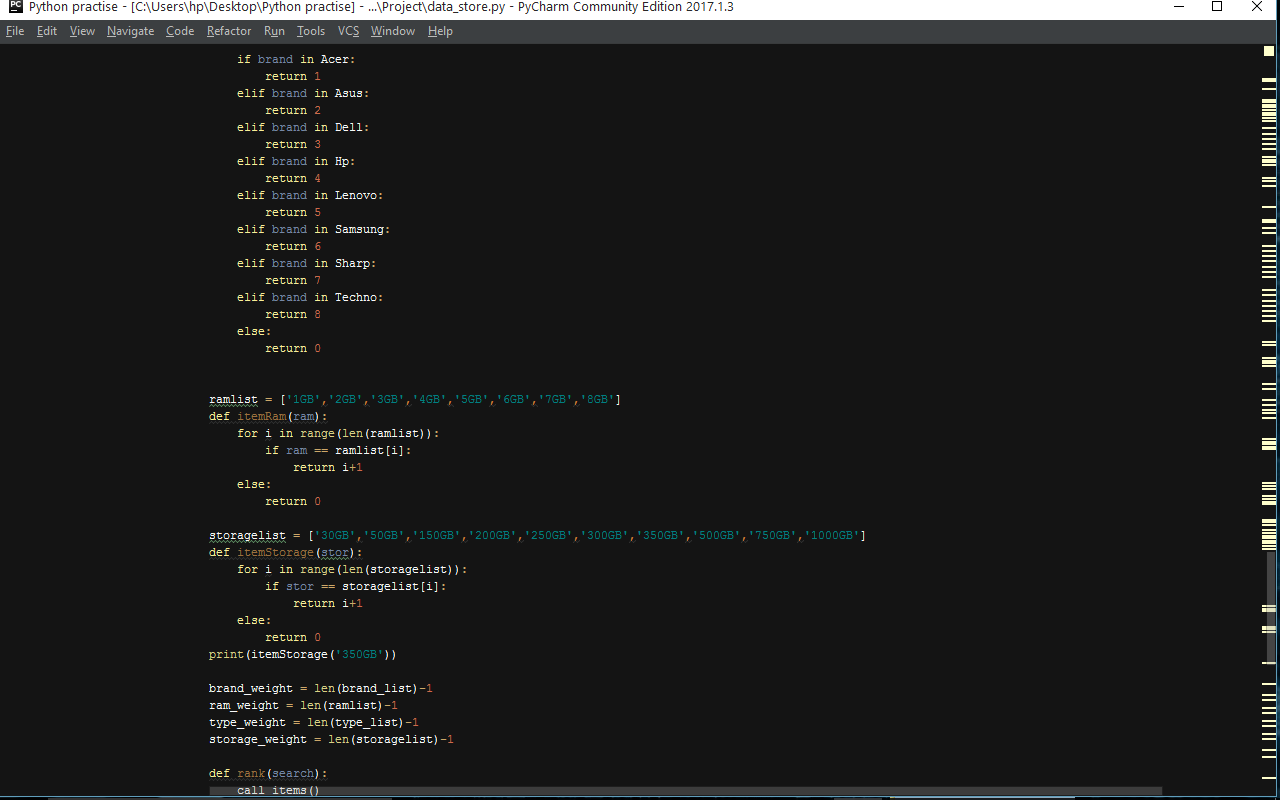 Python practise - [C:\Users\hp\Desktop\Python practise] - ...\Project\data_store.py - PyCharm Community Edition 2017.1.3
File Edit View Navigate Code Refactor Run Tools VCS Window Help
if brand in Acer:
return 1
elif brand in Asus:
return 2
elif brand in Dell:
return 3
elif brand in Hp:
return 4
elif brand in Lenovo:
return 5
elif brand in Samsung:
return 6
elif brand in Sharp:
return 7
elif brand in Techno:
return 8
else:
return 0
ramlist = ['1GB','2GB','3GB','4GB','5GB','6GB','7GB','8GB']
def itemRam(ram):
for i in range(len(ramlist)):
if ram == ramlist[i]:
return i+1
else:
return 0
storagelist = ['30GB','50GB','150GB','200GB','250GB','300GB','350GB','500GB','750GB','1000GB']
def itemStorage(stor):
for i in range(len(storagelist)):
if stor == storagelist[i]:
return i+1
else:
return 0
print(itemStorage('350GB'))
brand_weight = len(brand_list)-1
ram_weight = len(ramlist)-1
type_weight = len(type_list)-1
storage_weight = len(storagelist)-1
def rank(search):
call items()